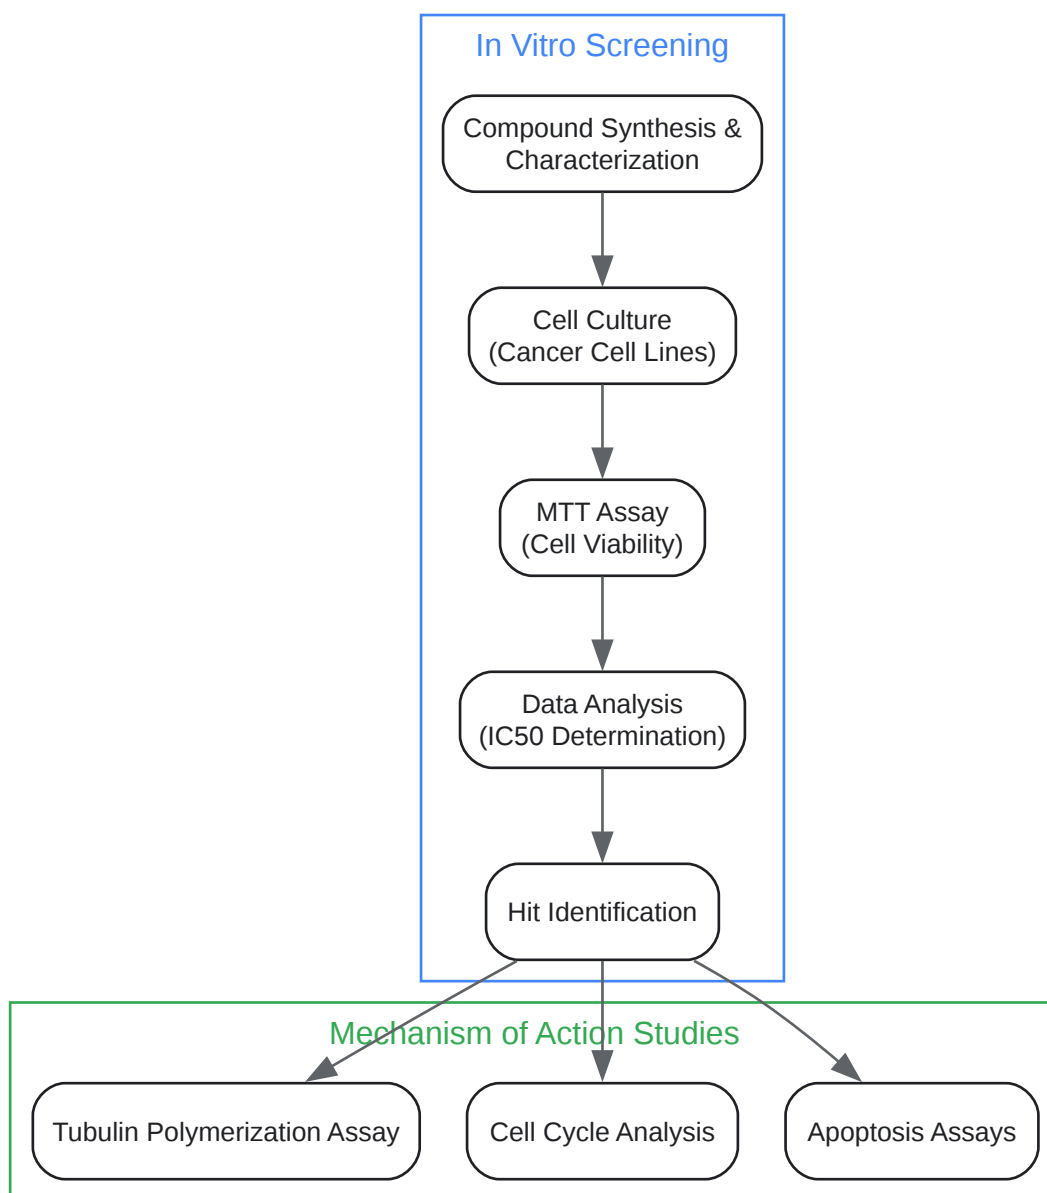 In Vitro Screening
Compound Synthesis &
Characterization
Cell Culture
(Cancer Cell Lines)
MTT Assay
(Cell Viability)
Data Analysis
(IC50 Determination)
Hit Identification
Mechanism of Action Studies
Tubulin Polymerization Assay
Cell Cycle Analysis
Apoptosis Assays